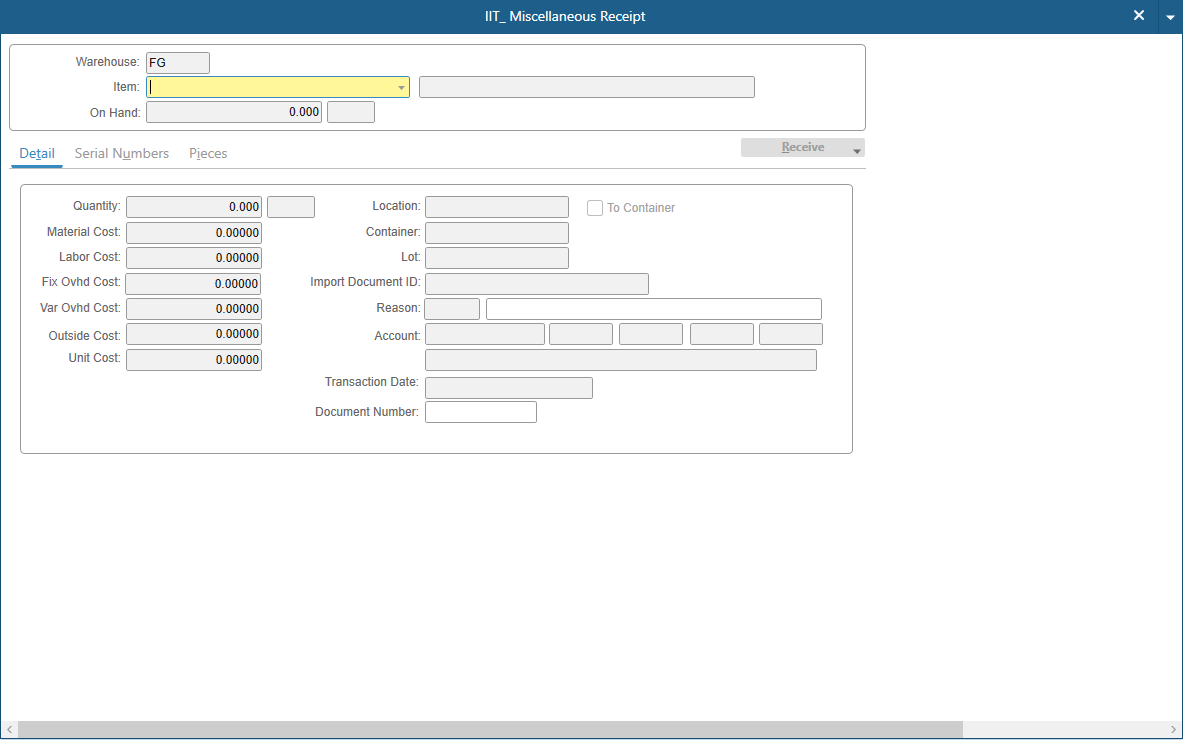 IIT_ Miscellaneous Receipt
Warehouse: FG
Item:
On Hand: 0.000
Detail Serial Numbers Pieces Receive
Quantity: 0.000 Location: To Container
Material Cost: 0.00000 Container:
Labor Cost: 0.00000 Lot:
Fix Ovhd Cost: 0.00000 Import Document ID:
Var Ovhd Cost: 0.00000 Reason:
Outside Cost: 0.00000 Account:
Unit Cost: 0.00000
Transaction Date:
Document Number: